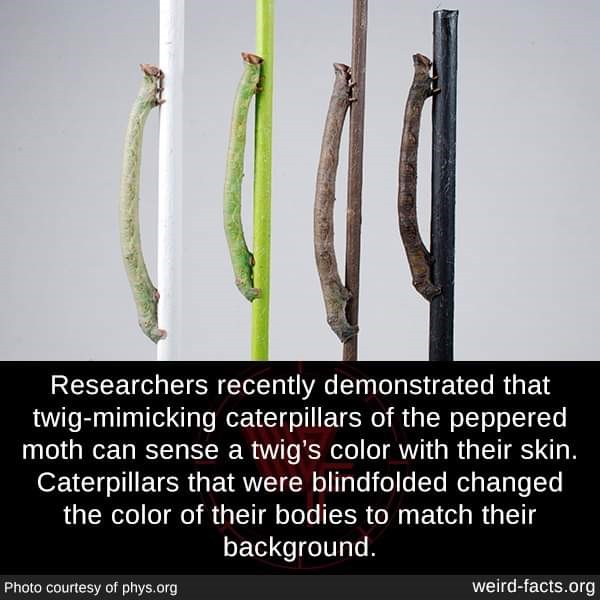 Researchers recently demonstrated that
twig-mimicking caterpillars of the peppered
moth can sense a twig's color with their skin.
Caterpillars that were blindfolded changed
the color of their bodies to match their
background.
Photo courtesy of phys.org
weird-facts.org